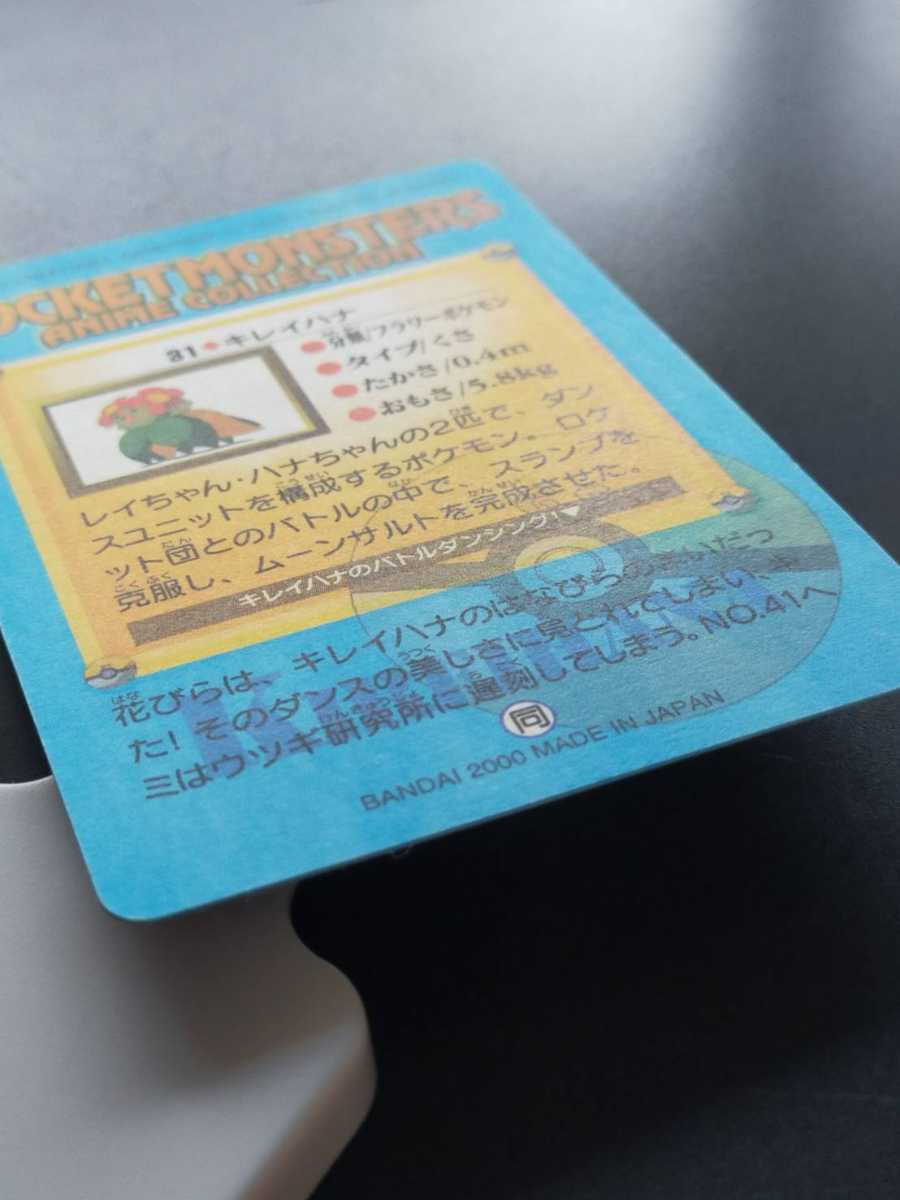 POCKET MONSTERS
ANIME COLLECTION
31 キレイハナ
分類/フラワーポケモン
タイプ/くさ
たかさ/0.4m
おもさ/5.8kg
レイちゃん・ハナちゃんの2匹で、ダン
スユニットを構成するポケモン。ロケ
ット団とのバトルの中で、スランプを
克服し、ムーンサルトを完成させた。
キレイハナのバトルダンシング!▼
花びらは、キレイハナのはなびら
た!そのダンスの美しさに見とれてしまい、キ
ミはウツギ研究所に遅刻してしまう。NO.41へ
同
BANDAI 2000 MADE IN JAPAN